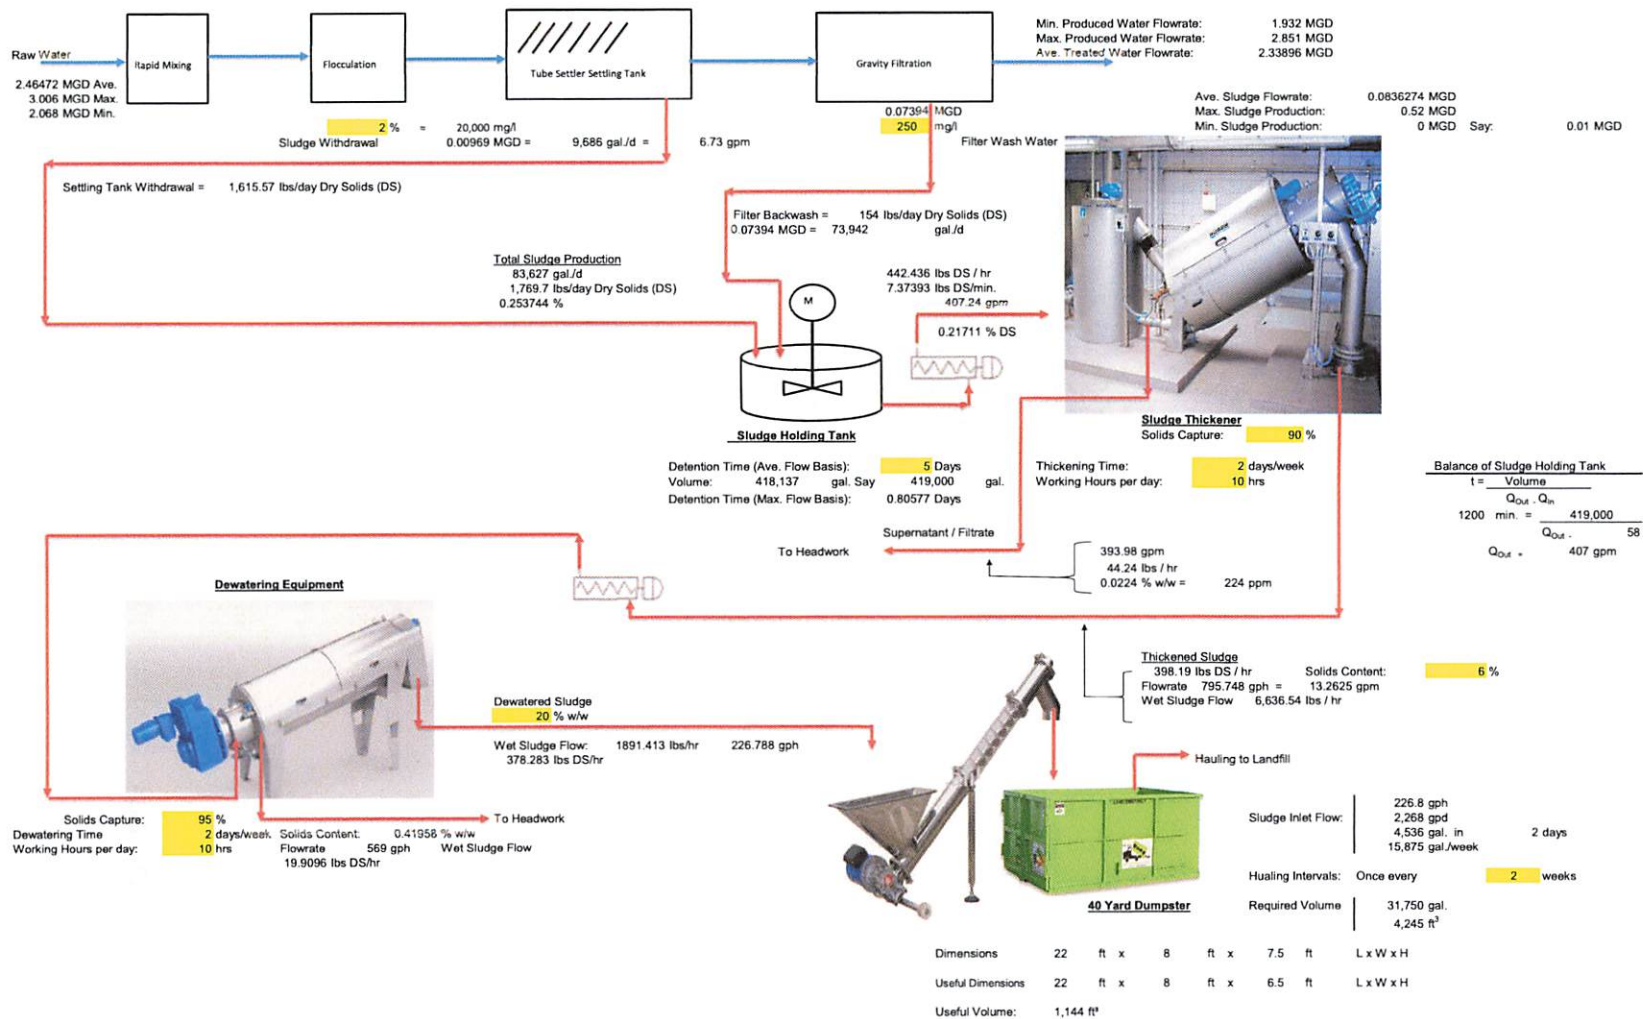 Raw Water
2.46472 MGD Ave.
3.006 MGD Max.
2.068 MGD Min.
Rapid Mixing
Flocculation
Tube Settler Settling Tank
Gravity Filtration
Min. Produced Water Flowrate: 1.932 MGD
Max. Produced Water Flowrate: 2.851 MGD
Ave. Treated Water Flowrate: 2.33896 MGD
Ave. Sludge Flowrate: 0.0836274 MGD
Max. Sludge Production: 0.52 MGD
Min. Sludge Production: 0 MGD Say: 0.01 MGD
2 % = 20,000 mg/l
Sludge Withdrawal 0.00969 MGD = 9,686 gal./d = 6.73 gpm
0.07394 MGD
250 mg/l
Filter Wash Water
Settling Tank Withdrawal = 1,615.57 lbs/day Dry Solids (DS)
Filter Backwash = 154 lbs/day Dry Solids (DS)
0.07394 MGD = 73,942 gal./d
Total Sludge Production
83,627 gal./d
1,769.7 lbs/day Dry Solids (DS)
0.253744 %
M
442.436 lbs DS / hr
7.37393 lbs DS/min.
407.24 gpm
0.21711 % DS
Sludge Holding Tank
Detention Time (Ave. Flow Basis): 5 Days
Volume: 418,137 gal. Say 419,000 gal.
Detention Time (Max. Flow Basis): 0.80577 Days
Sludge Thickener
Solids Capture: 90 %
Thickening Time: 2 days/week
Working Hours per day: 10 hrs
Balance of Sludge Holding Tank
t = Volume
QOut - QIn
1200 min. = 419,000
QOut - 58
QOut = 407 gpm
Supernatant / Filtrate
To Headwork
393.98 gpm
44.24 lbs / hr
0.0224 % w/w = 224 ppm
Dewatering Equipment
Thickened Sludge
398.19 lbs DS / hr Solids Content: 6 %
Flowrate 795.748 gph = 13.2625 gpm
Wet Sludge Flow 6,636.54 lbs / hr
Dewatered Sludge
20 % w/w
Wet Sludge Flow: 1891.413 lbs/hr 226.788 gph
378.283 lbs DS/hr
Hauling to Landfill
Solids Capture: 95 %
Dewatering Time 2 days/week
Working Hours per day: 10 hrs
To Headwork
Solids Content: 0.41958 % w/w
Flowrate 569 gph Wet Sludge Flow
19.9096 lbs DS/hr
Sludge Inlet Flow:
226.8 gph
2,268 gpd
4,536 gal. in 2 days
15,875 gal./week
Hualing Intervals: Once every 2 weeks
40 Yard Dumpster
Required Volume 31,750 gal.
4,245 ft³
Dimensions 22 ft x 8 ft x 7.5 ft L x W x H
Useful Dimensions 22 ft x 8 ft x 6.5 ft L x W x H
Useful Volume: 1,144 ft³